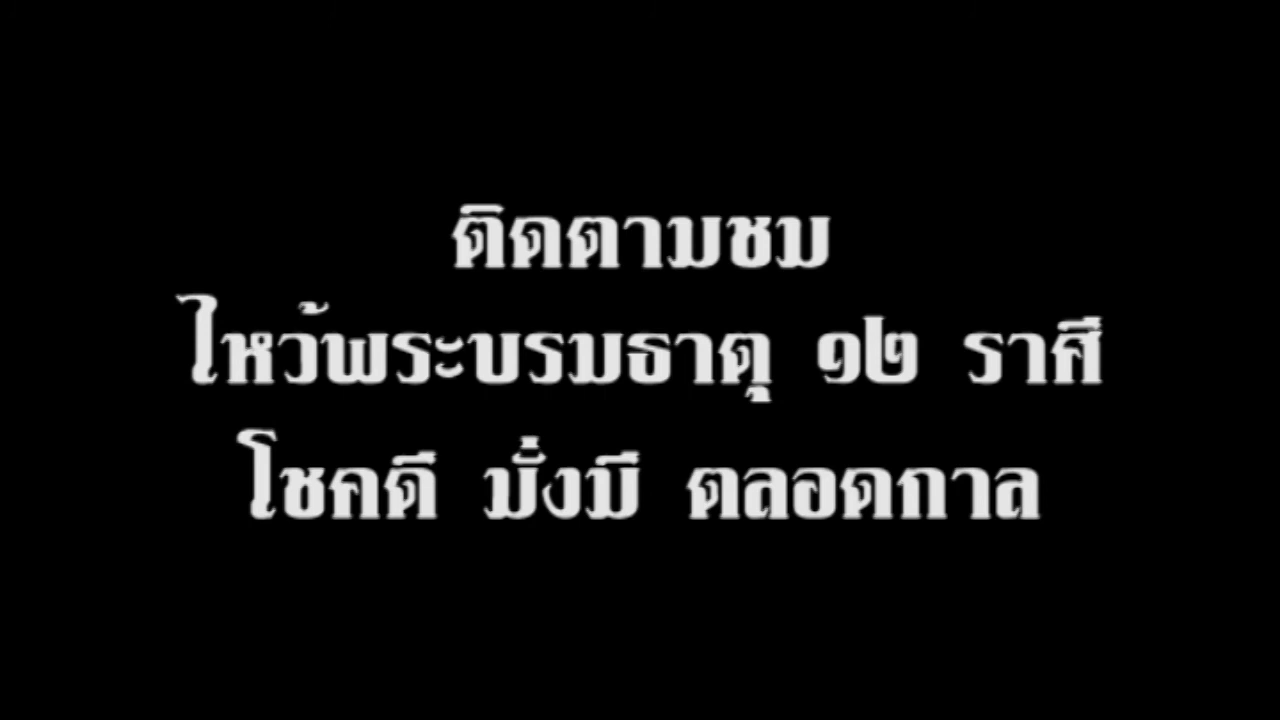 ติดตามชม
ไหว้พระบรมธาตุ ๑๒ ราศี
โชคดี มั่งมี ตลอดกาล